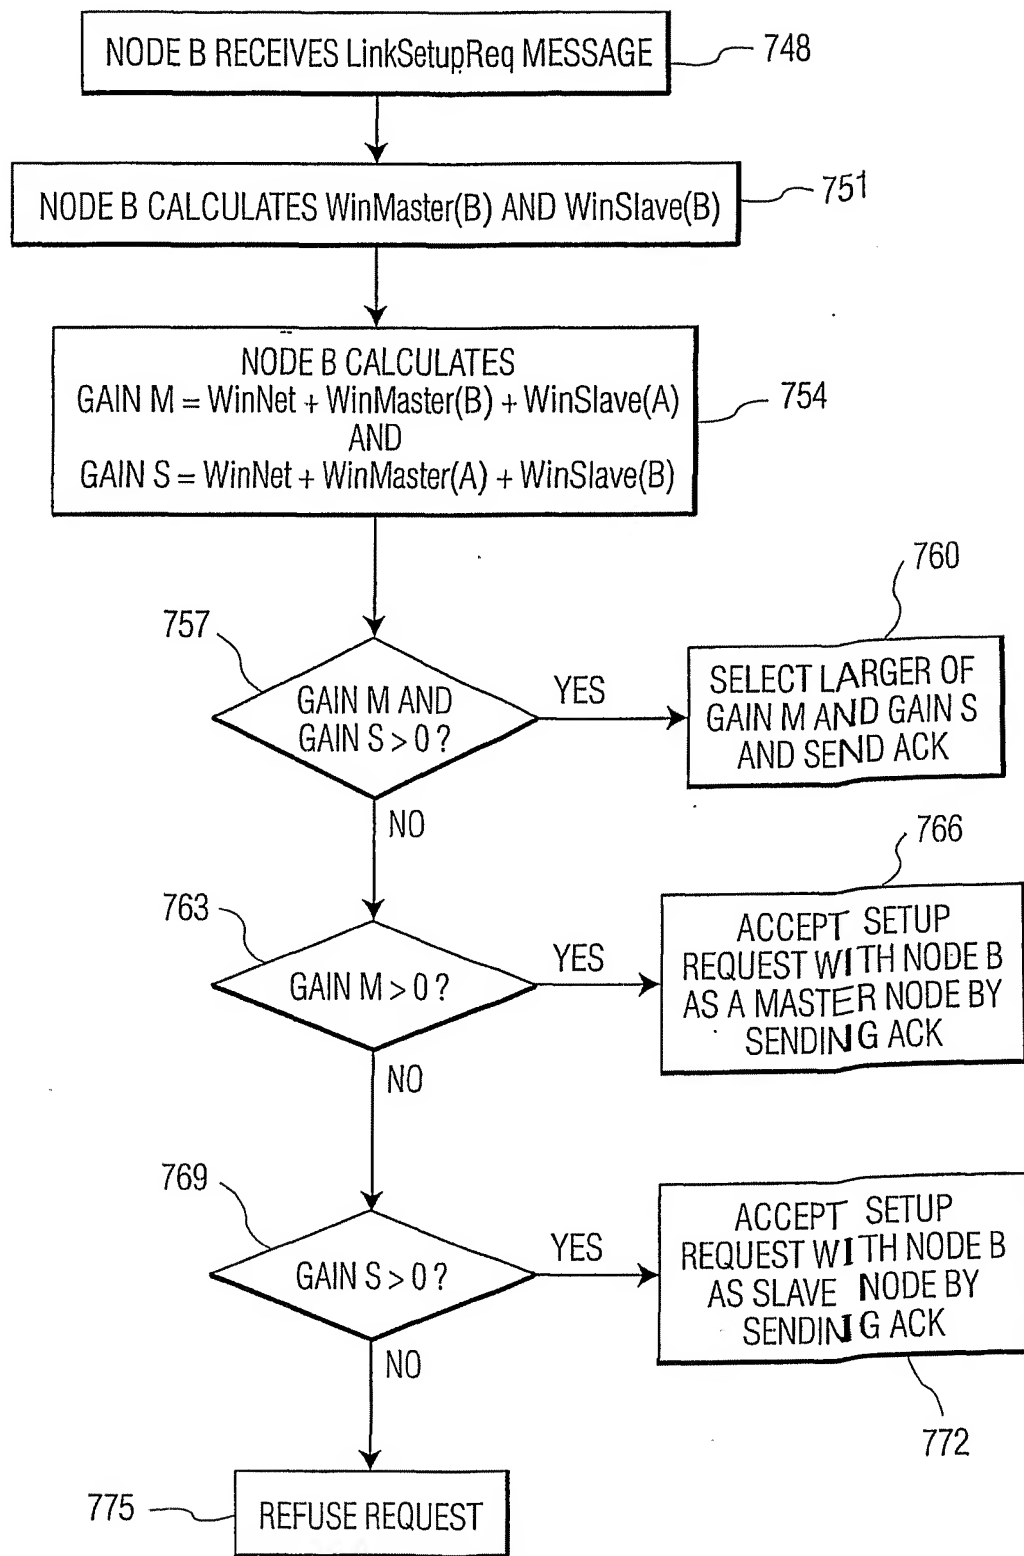 NODE B RECEIVES LinkSetupReq MESSAGE
748
NODE B CALCULATES WinMaster(B) AND WinSlave(B)
751
NODE B CALCULATES
GAIN M = WinNet + WinMaster(B) + WinSlave(A)
AND
GAIN S = WinNet + WinMaster(A) + WinSlave(B)
754
757
GAIN M AND
GAIN S > 0 ?
YES
760
SELECT LARGER OF
GAIN M AND GAIN S
AND SEND ACK
NO
763
GAIN M > 0 ?
YES
766
ACCEPT SETUP
REQUEST WITH NODE B
AS A MASTER NODE BY
SENDING ACK
NO
769
GAIN S > 0 ?
YES
ACCEPT SETUP
REQUEST WITH NODE B
AS SLAVE NODE BY
SENDING ACK
772
NO
775
REFUSE REQUEST